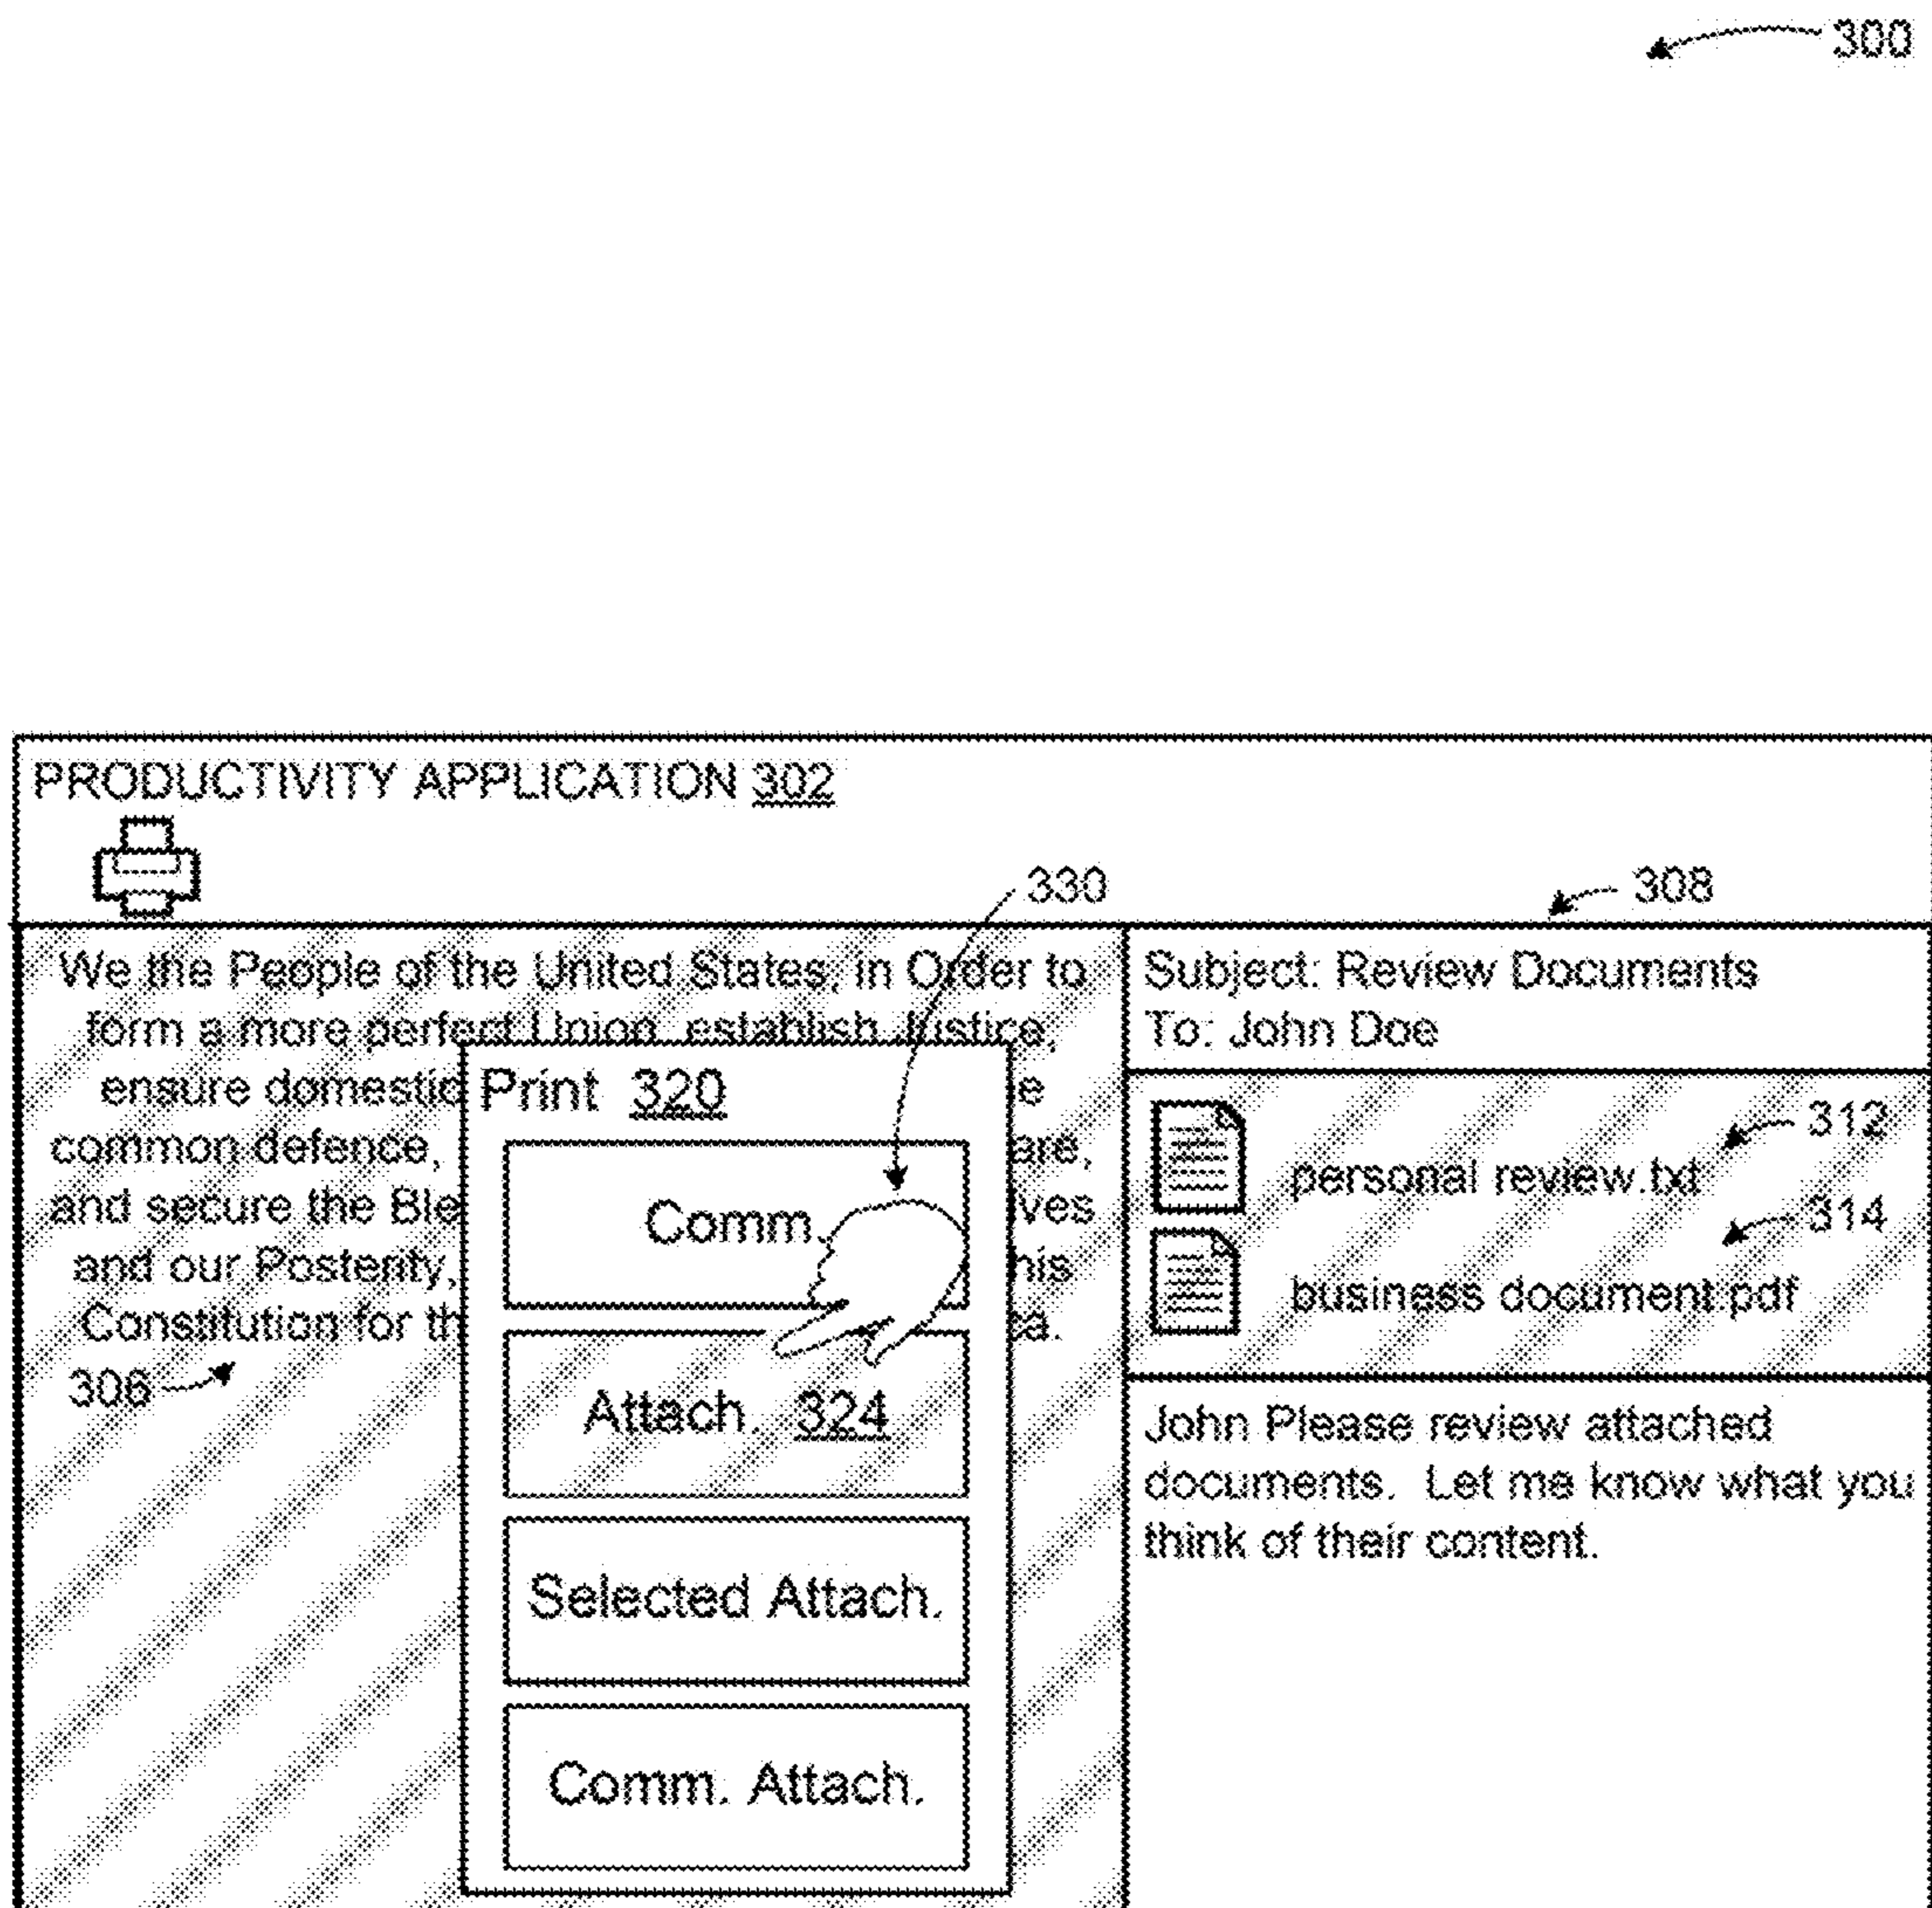 300
PRODUCTIVITY APPLICATION 302
330
308
We the People of the United States, in Order to
form a more perfect Union, establish Justice,
ensure domestic
e
common defence,
are,
and secure the Ble
lves
and our Posterity,
his
Constitution for th
ca.
306
Print 320
Comm.
Attach. 324
Selected Attach.
Comm. Attach.
Subject: Review Documents
To: John Doe
312
personal review.txt
314
business document.pdf
John Please review attached
documents. Let me know what you
think of their content.